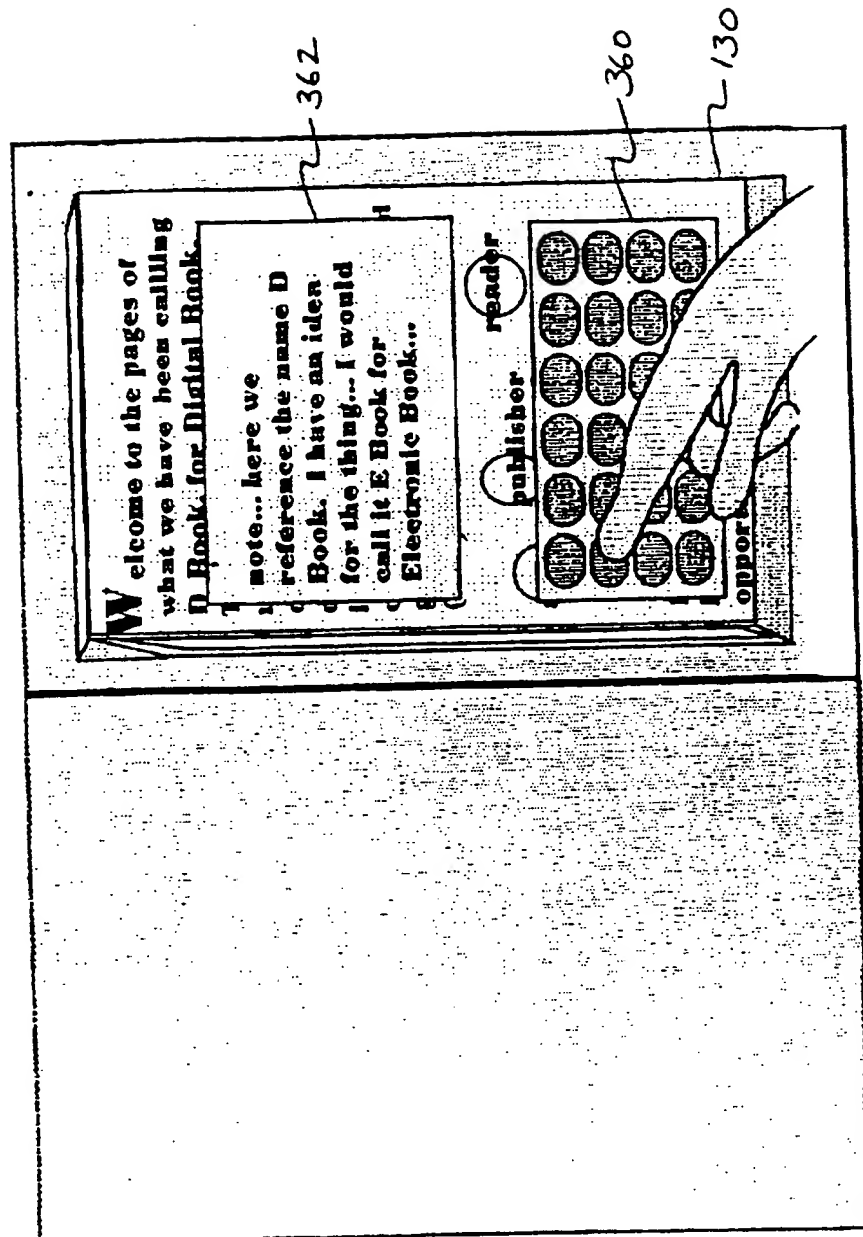 Welcome to the pages of
what we have been callling
D Book, for Digital Book.
note... here we
reference the name D
Book. I have an idea
for the thing... I would
call it E Book for
Electronic Book...
publisher
reader
oppor
362
360
130